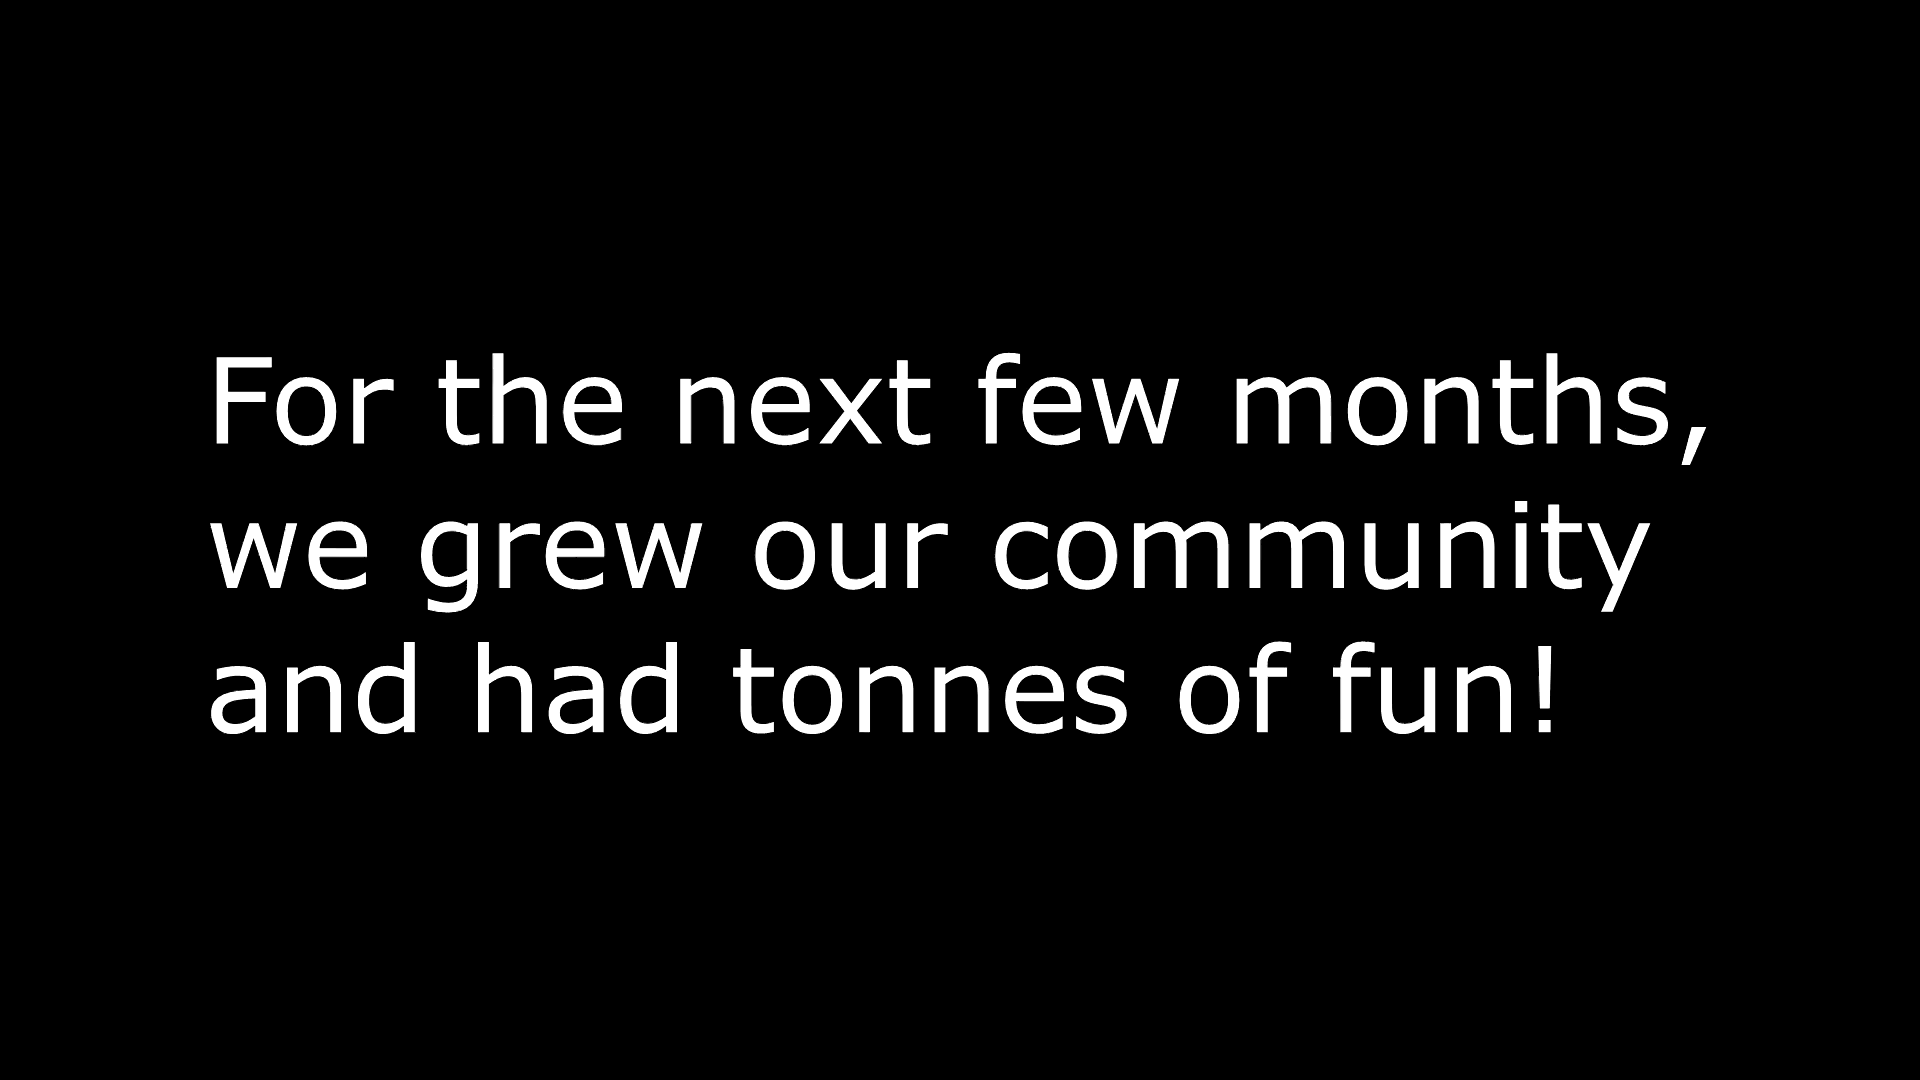 For the next few months,
we grew our community
and had tonnes of fun!